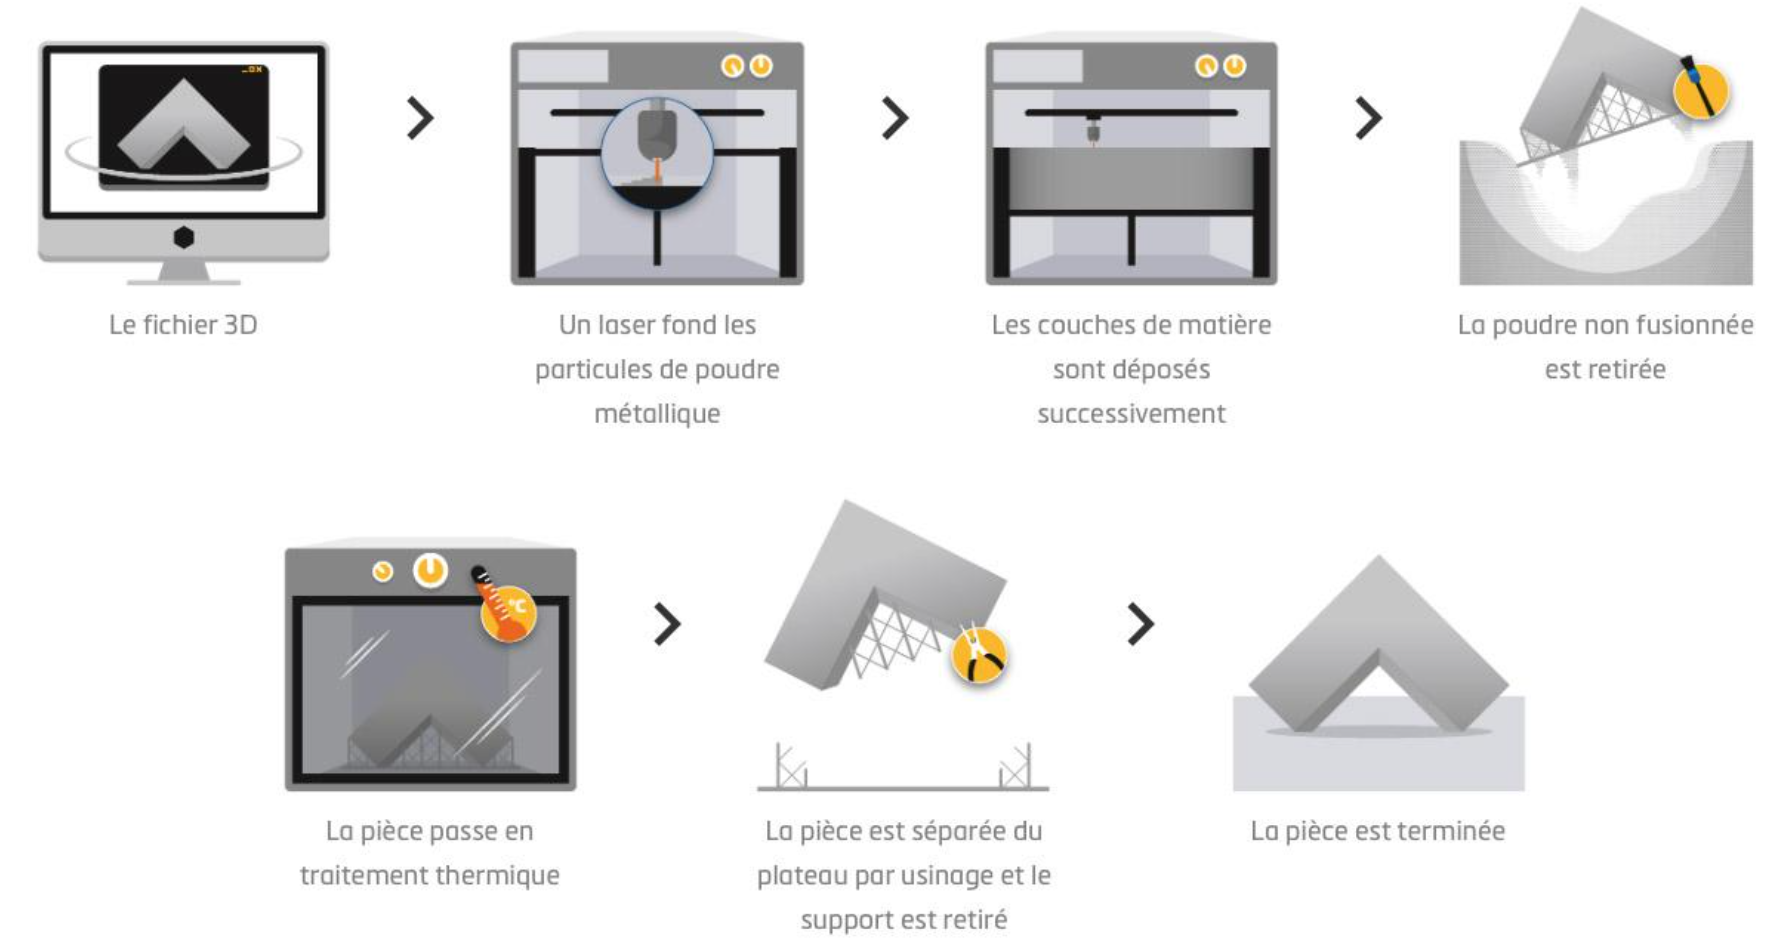 Le fichier 3D
Un laser fond les
particules de poudre
métallique
Les couches de matière
sont déposés
successivement
La poudre non fusionnée
est retirée
°C
La pièce passe en
traitement thermique
La pièce est séparée du
plateau par usinage et le
support est retiré
La pièce est terminée